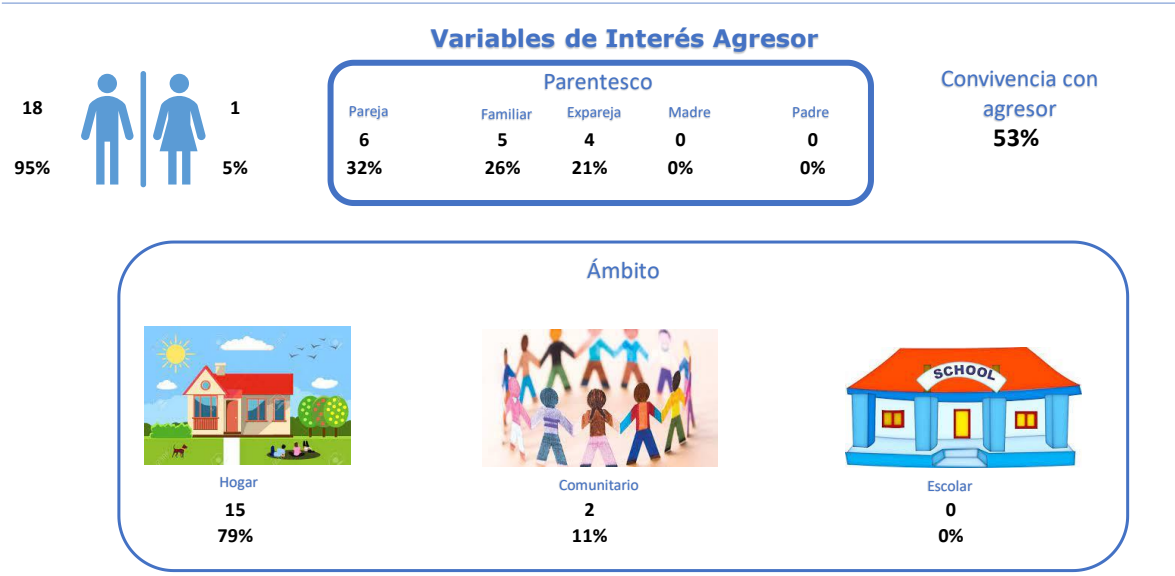 Variables de Interés Agresor
18 1
95% 5%
Parentesco
Pareja Familiar Expareja Madre Padre
6 5 4 0 0
32% 26% 21% 0% 0%
Convivencia con
agresor
53%
Ámbito
SCHOOL
Hogar Comunitario Escolar
15 2 0
79% 11% 0%